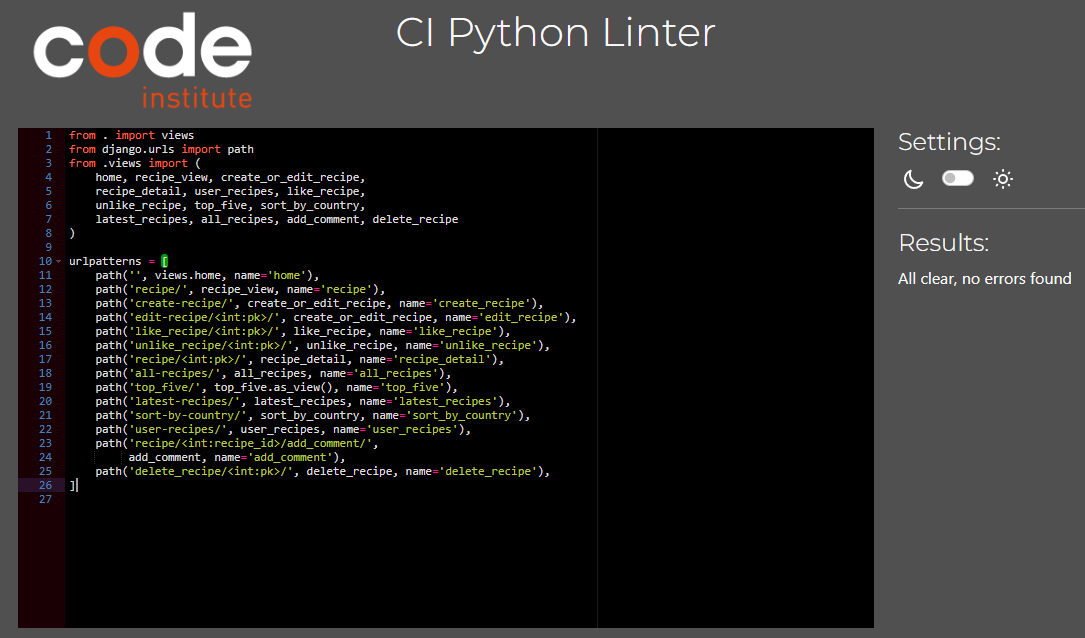 code
institute
CI Python Linter
1 from . import views
2 from django.urls import path
3 from .views import (
4     home, recipe_view, create_or_edit_recipe,
5     recipe_detail, user_recipes, like_recipe,
6     unlike_recipe, top_five, sort_by_country,
7     latest_recipes, all_recipes, add_comment, delete_recipe
8 )
9
10 urlpatterns = [
11     path('', views.home, name='home'),
12     path('recipe/', recipe_view, name='recipe'),
13     path('create-recipe/', create_or_edit_recipe, name='create_recipe'),
14     path('edit-recipe/<int:pk>/', create_or_edit_recipe, name='edit_recipe'),
15     path('like_recipe/<int:pk>/', like_recipe, name='like_recipe'),
16     path('unlike_recipe/<int:pk>/', unlike_recipe, name='unlike_recipe'),
17     path('recipe/<int:pk>/', recipe_detail, name='recipe_detail'),
18     path('all-recipes/', all_recipes, name='all_recipes'),
19     path('top_five/', top_five.as_view(), name='top_five'),
20     path('latest-recipes/', latest_recipes, name='latest_recipes'),
21     path('sort-by-country/', sort_by_country, name='sort_by_country'),
22     path('user-recipes/', user_recipes, name='user_recipes'),
23     path('recipe/<int:recipe_id>/add_comment/',
24          add_comment, name='add_comment'),
25     path('delete_recipe/<int:pk>/', delete_recipe, name='delete_recipe'),
26 ]
27
Settings:
Results:
All clear, no errors found